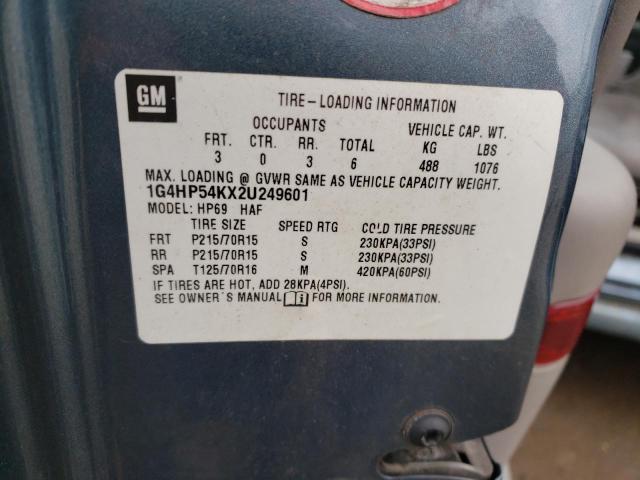 GM
TIRE-LOADING INFORMATION
OCCUPANTS VEHICLE CAP. WT.
FRT. CTR. RR. TOTAL KG LBS
3 0 3 6 488 1076
MAX. LOADING @ GVWR SAME AS VEHICLE CAPACITY WEIGHT.
1G4HP54KX2U249601
MODEL: HP69 HAF
TIRE SIZE SPEED RTG COLD TIRE PRESSURE
FRT P215/70R15 S 230KPA(33PSI)
RR P215/70R15 S 230KPA(33PSI)
SPA T125/70R16 M 420KPA(60PSI)
IF TIRES ARE HOT, ADD 28KPA(4PSI).
SEE OWNER'S MANUAL i FOR MORE INFORMATION.